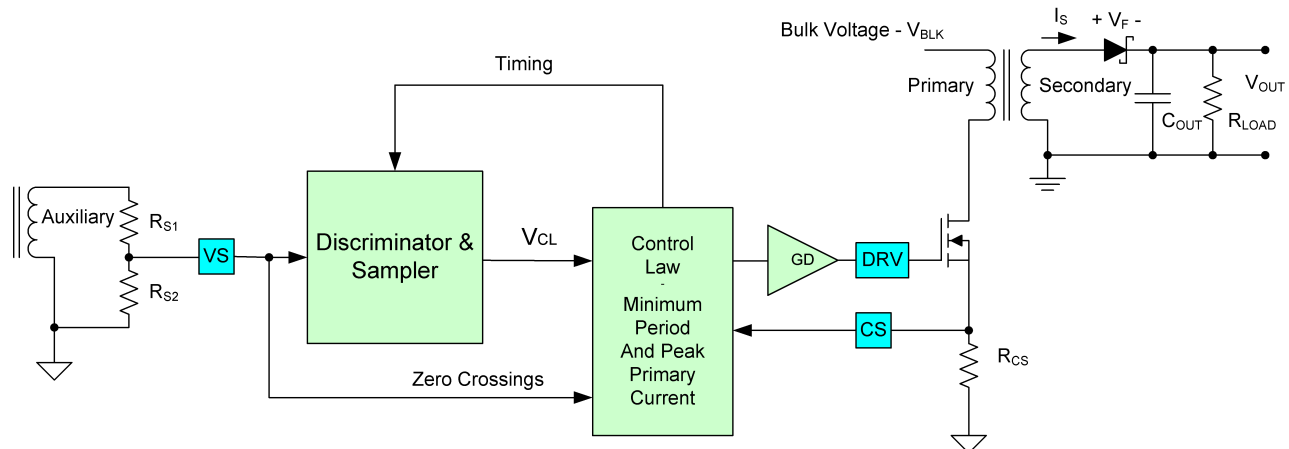 Bulk Voltage - VBLK
IS
+ VF -
Timing
Primary
Secondary
VOUT
COUT
RLOAD
Auxiliary
RS1
RS2
VS
Discriminator &
Sampler
VCL
Control
Law
-
Minimum
Period
And Peak
Primary
Current
GD
DRV
CS
RCS
Zero Crossings